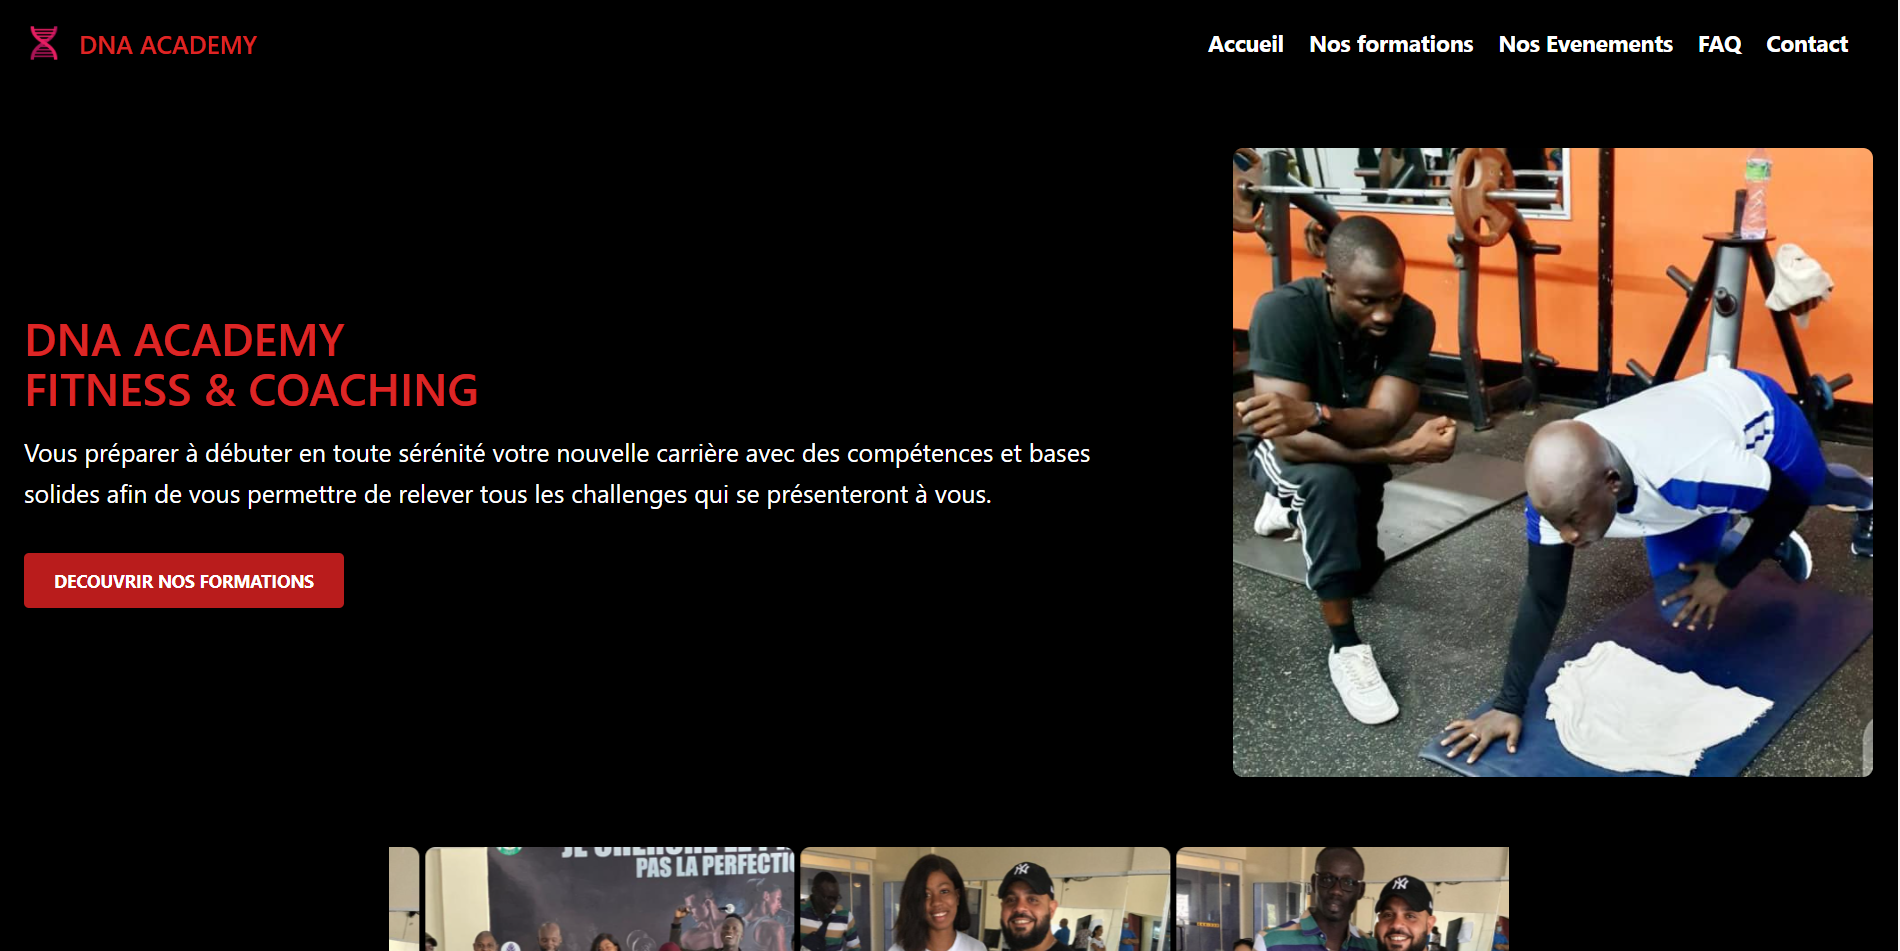 DNA ACADEMY
Accueil Nos formations Nos Evenements FAQ Contact
DNA ACADEMY
FITNESS & COACHING
Vous préparer à débuter en toute sérénité votre nouvelle carrière avec des compétences et bases
solides afin de vous permettre de relever tous les challenges qui se présenteront à vous.
DECOUVRIR NOS FORMATIONS
PAS LA PERFECTI